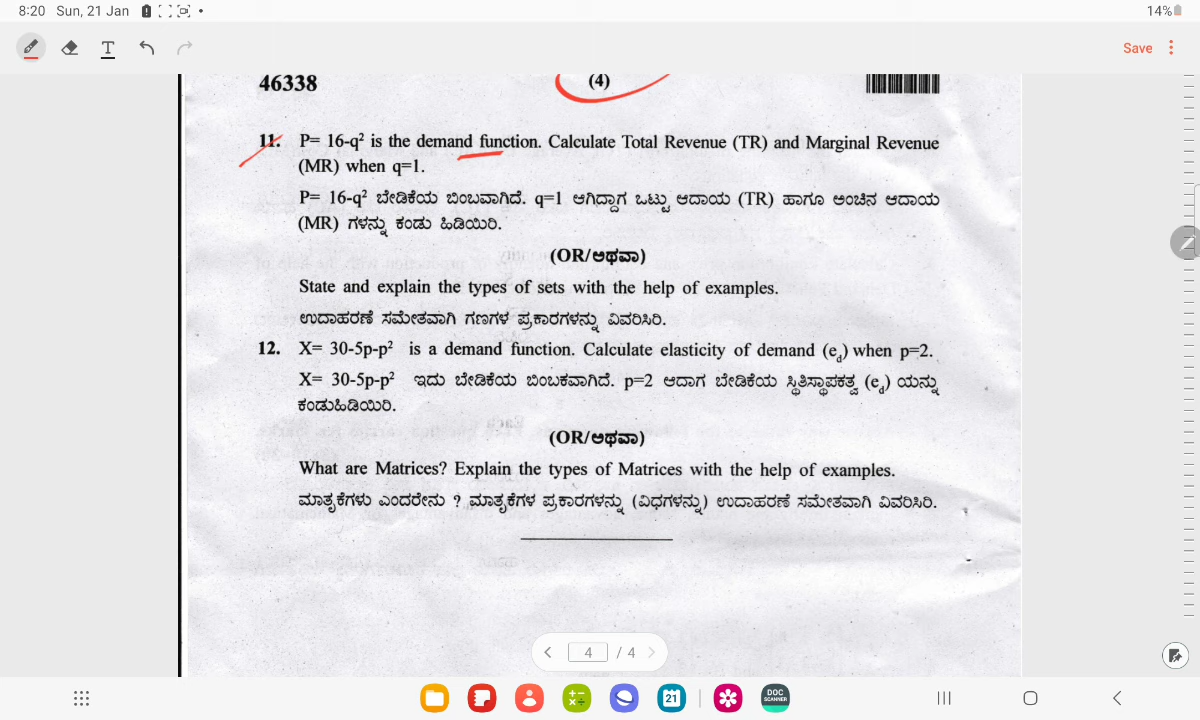 8:20 Sun, 21 Jan
14%
T
Save
46338
(4)
11. P= 16-q² is the demand function. Calculate Total Revenue (TR) and Marginal Revenue
(MR) when q=1.
P= 16-q² ಬೇಡಿಕೆಯ ಬಿಂಬವಾಗಿದೆ. q=1 ಆಗಿದ್ದಾಗ ಒಟ್ಟು ಆದಾಯ (TR) ಹಾಗೂ ಅಂಚಿನ ಆದಾಯ
(MR) ಗಳನ್ನು ಕಂಡು ಹಿಡಿಯಿರಿ.
(OR/ಅಥವಾ)
State and explain the types of sets with the help of examples.
ಉದಾಹರಣೆ ಸಮೇತವಾಗಿ ಗಣಗಳ ಪ್ರಕಾರಗಳನ್ನು ವಿವರಿಸಿರಿ.
12. X= 30-5p-p² is a demand function. Calculate elasticity of demand (e_d) when p=2.
X= 30-5p-p² ಇದು ಬೇಡಿಕೆಯ ಬಿಂಬಕವಾಗಿದೆ. p=2 ಆದಾಗ ಬೇಡಿಕೆಯ ಸ್ಥಿತಿಸ್ಥಾಪಕತ್ವ (e_d) ಯನ್ನು
ಕಂಡುಹಿಡಿಯಿರಿ.
(OR/ಅಥವಾ)
What are Matrices? Explain the types of Matrices with the help of examples.
ಮಾತೃಕೆಗಳು ಎಂದರೇನು ? ಮಾತೃಕೆಗಳ ಪ್ರಕಾರಗಳನ್ನು (ವಿಧಗಳನ್ನು) ಉದಾಹರಣೆ ಸಮೇತವಾಗಿ ವಿವರಿಸಿರಿ.
4 / 4
21
DOC
SCANNER